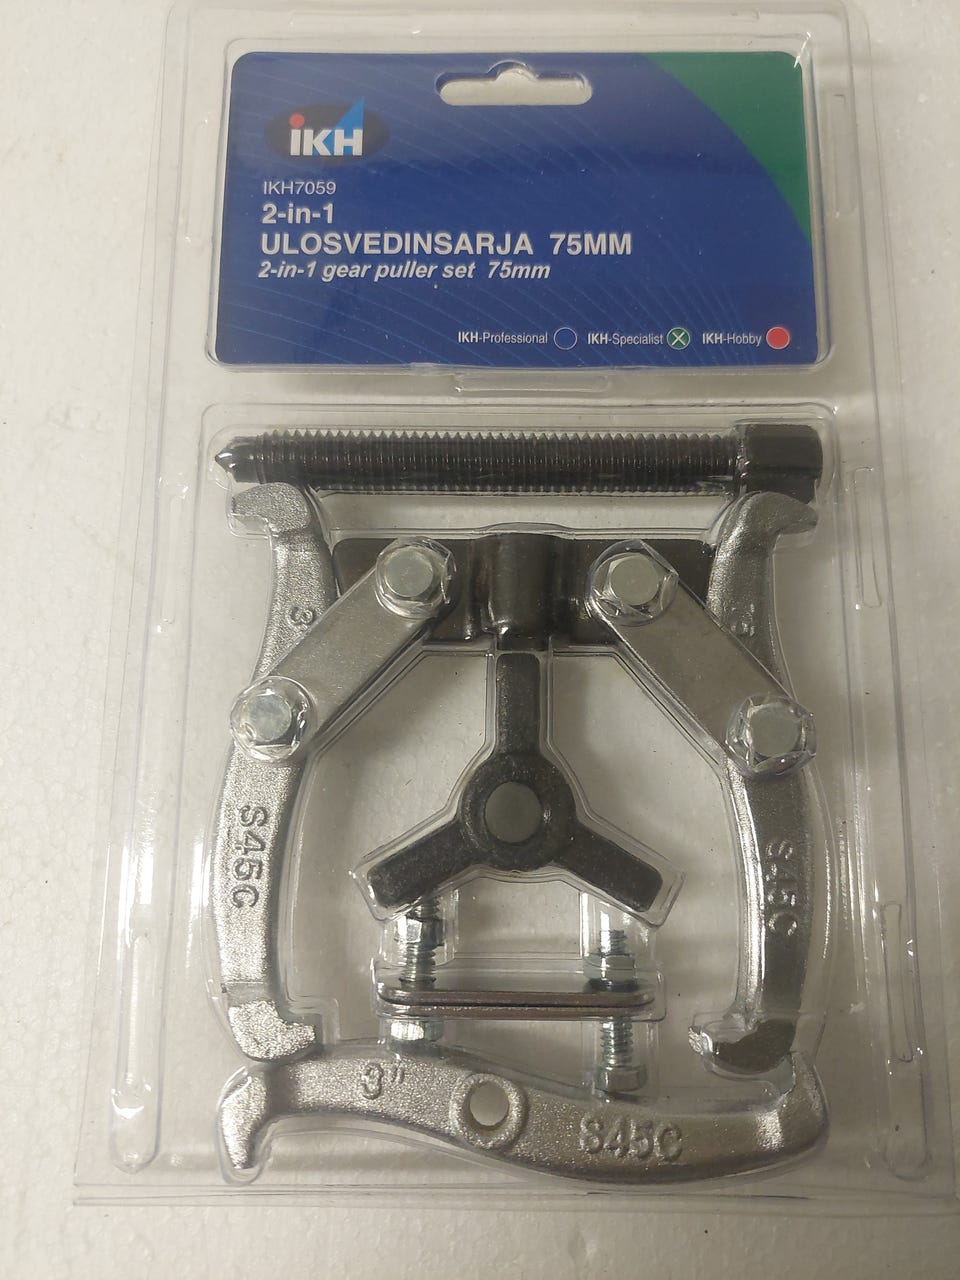 IKH
IKH7059
2-in-1
ULOSVEDINSARJA 75MM
2-in-1 gear puller set 75mm
IKH-Professional IKH-Specialist IKH-Hobby
3
S45C
S45C
3"
S45C